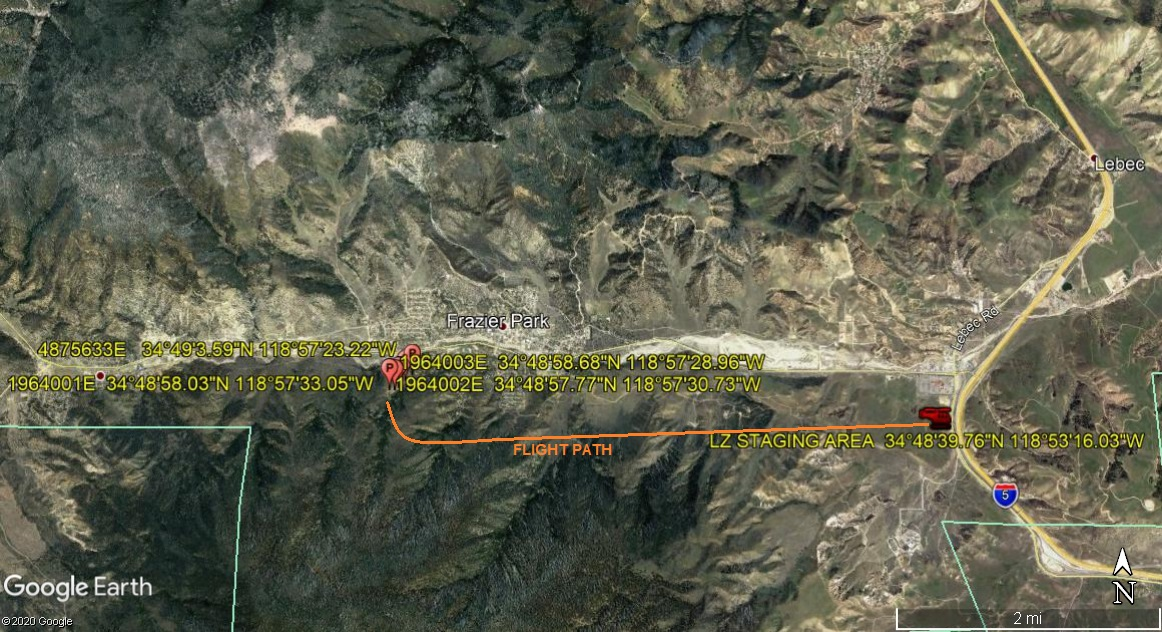 Lebec
Frazier Park
Lebec Rd
4875633E 34°49'3.59"N 118°57'23.22"W
P
1964003E 34°48'58.68"N 118°57'28.96"W
P
1964001E 34°48'58.03"N 118°57'33.05"W
1964002E 34°48'57.77"N 118°57'30.73"W
LZ STAGING AREA 34°48'39.76"N 118°53'16.03"W
FLIGHT PATH
5
Google Earth
N
2 mi
©2020 Google